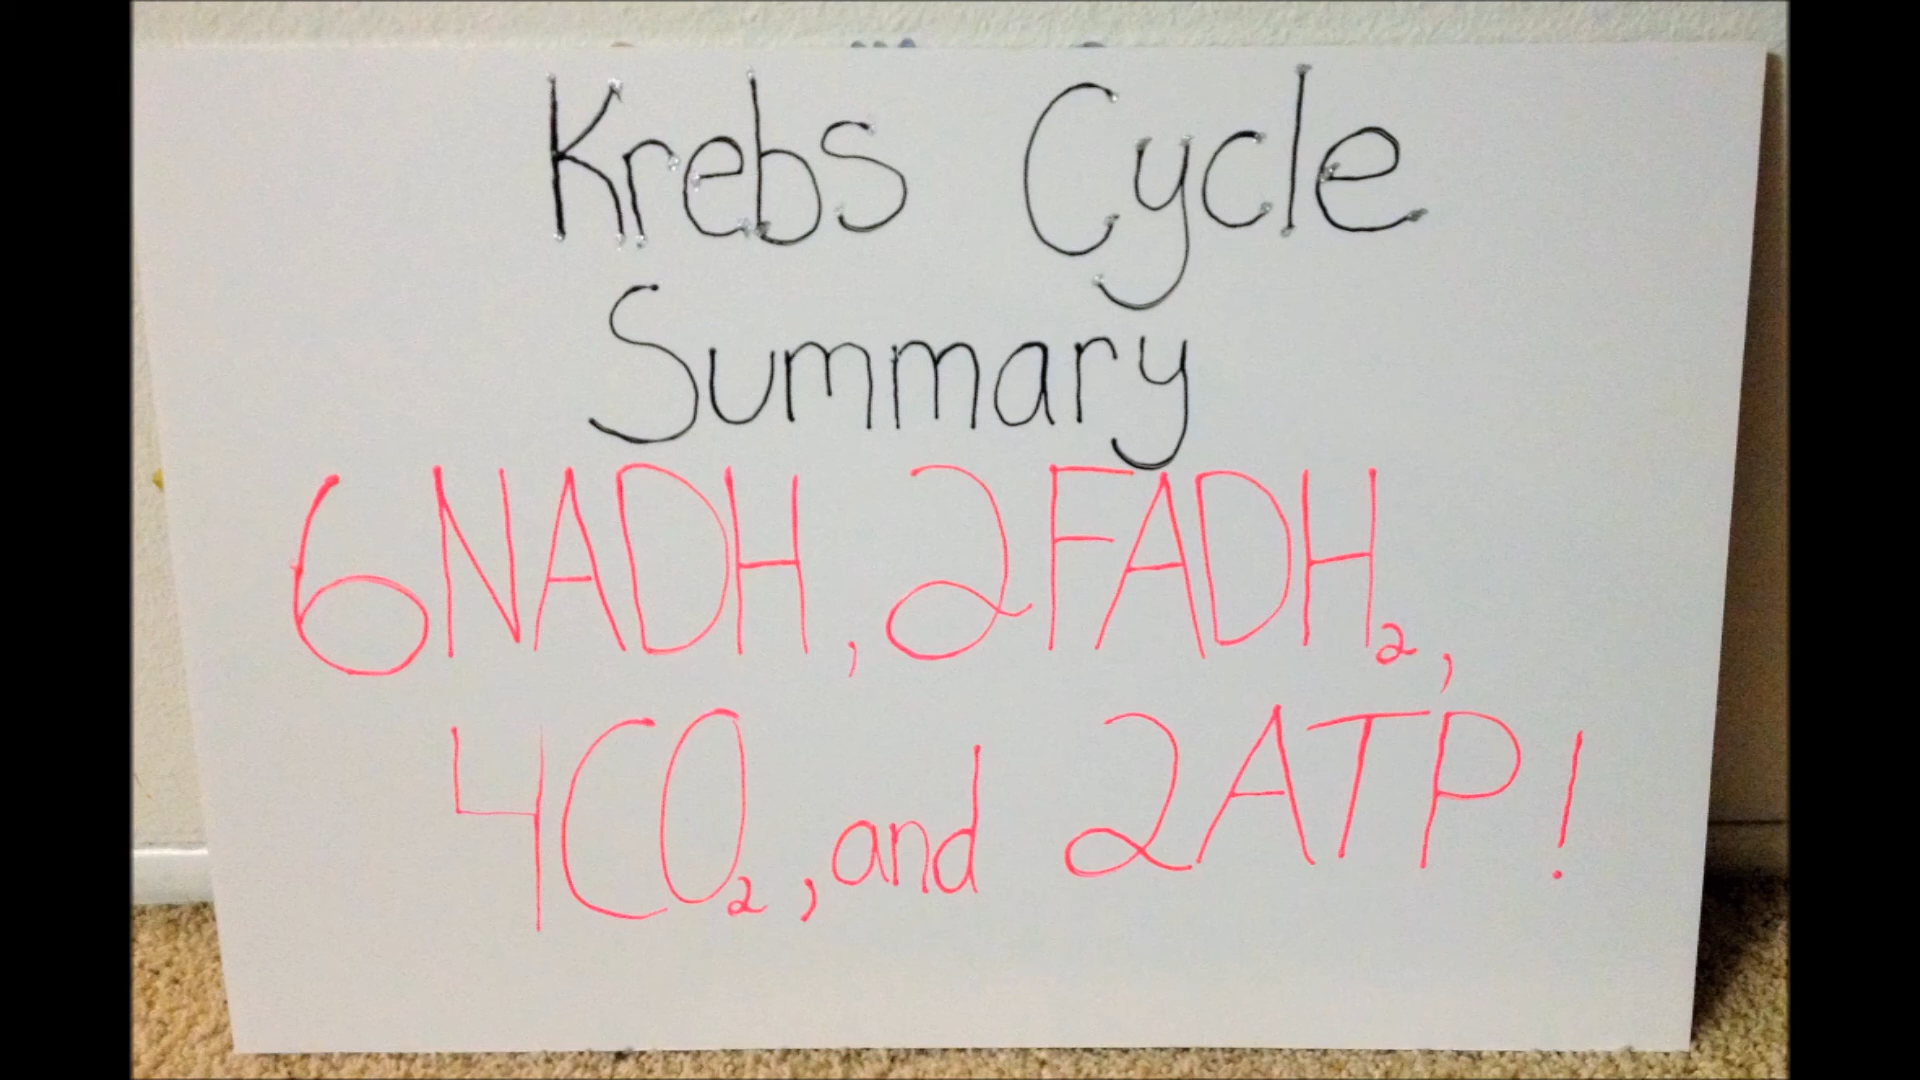 Krebs Cycle
Summary
6NADH, 2FADH₂,
4CO₂, and 2ATP!